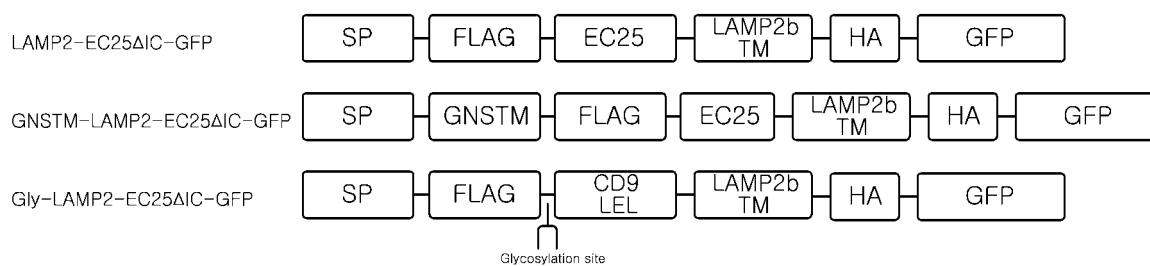 LAMP2-EC25ΔIC-GFP SP FLAG EC25 LAMP2b TM HA GFP
GNSTM-LAMP2-EC25ΔIC-GFP SP GNSTM FLAG EC25 LAMP2b TM HA GFP
Gly-LAMP2-EC25ΔIC-GFP SP FLAG CD9 LEL LAMP2b TM HA GFP
Glycosylation site